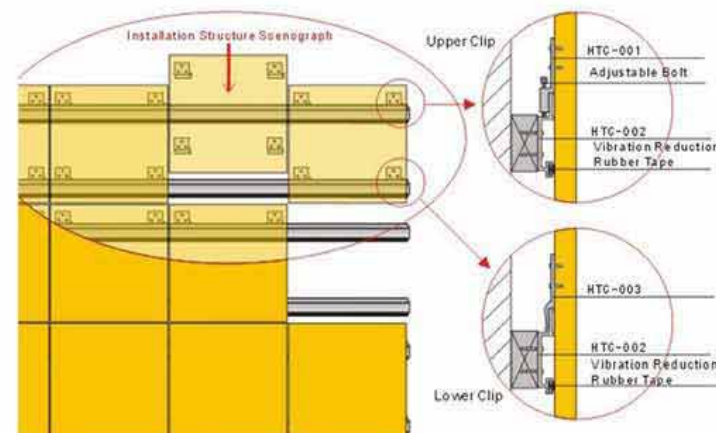 Installation Structure Scenograph
Upper Clip
HTC-001
Adjustable Bolt
HTC-002
Vibration Reduction
Rubber Tape
HTC-003
HTC-002
Vibration Reduction
Rubber Tape
Lower Clip